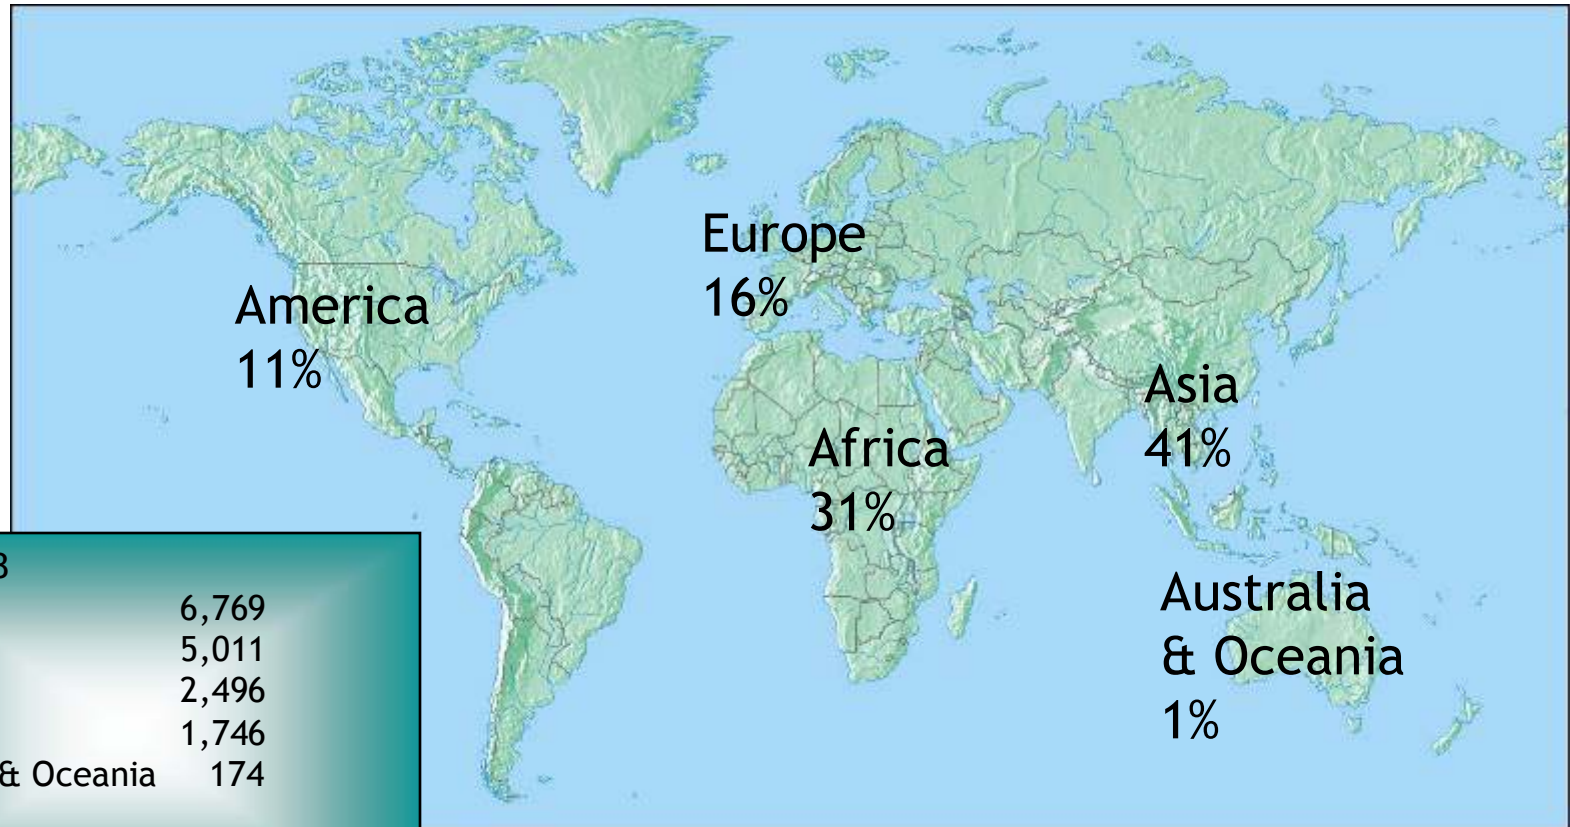 Europe
16%
America
11%
Asia
41%
Africa
31%
Australia
& Oceania
1%
3
6,769
5,011
2,496
1,746
& Oceania 174